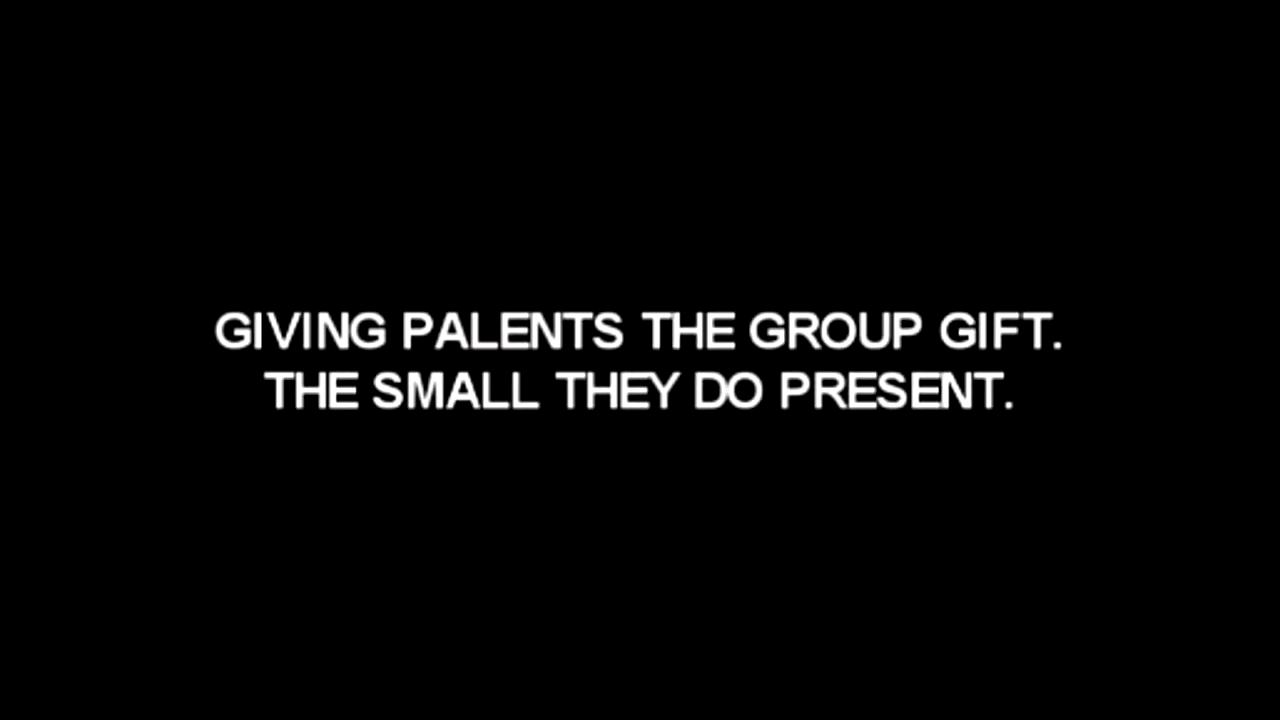 GIVING PALENTS THE GROUP GIFT.
THE SMALL THEY DO PRESENT.